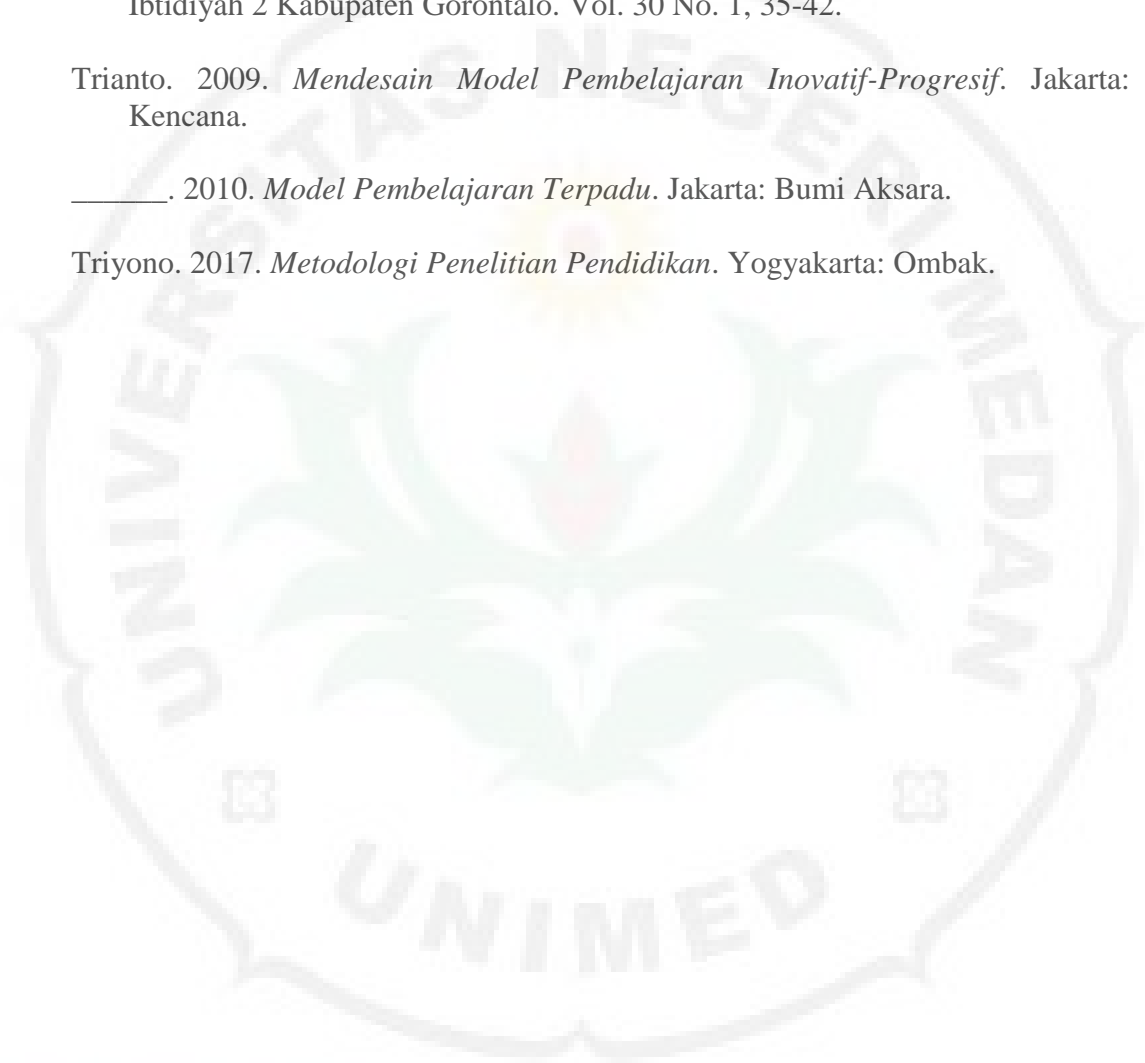 Ibtidiyah 2 Kabupaten Gorontalo. Vol. 30 No. 1, 35-42.
Trianto. 2009. Mendesain Model Pembelajaran Inovatif-Progresif. Jakarta:
Kencana.
______. 2010. Model Pembelajaran Terpadu. Jakarta: Bumi Aksara.
Triyono. 2017. Metodologi Penelitian Pendidikan. Yogyakarta: Ombak.
UNIVERSITAS NEGERI MEDAN
UNIMED